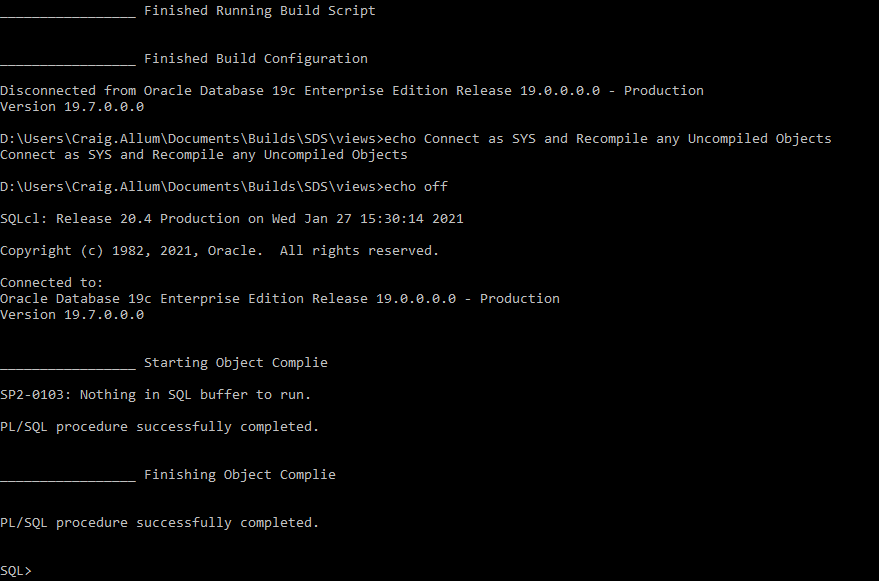 _________________ Finished Running Build Script
_________________ Finished Build Configuration
Disconnected from Oracle Database 19c Enterprise Edition Release 19.0.0.0.0 - Production
Version 19.7.0.0.0
D:\Users\Craig.Allum\Documents\Builds\SDS\views>echo Connect as SYS and Recompile any Uncompiled Objects
Connect as SYS and Recompile any Uncompiled Objects
D:\Users\Craig.Allum\Documents\Builds\SDS\views>echo off
SQLcl: Release 20.4 Production on Wed Jan 27 15:30:14 2021
Copyright (c) 1982, 2021, Oracle.  All rights reserved.
Connected to:
Oracle Database 19c Enterprise Edition Release 19.0.0.0.0 - Production
Version 19.7.0.0.0
_________________ Starting Object Complie
SP2-0103: Nothing in SQL buffer to run.
PL/SQL procedure successfully completed.
_________________ Finishing Object Complie
PL/SQL procedure successfully completed.
SQL>